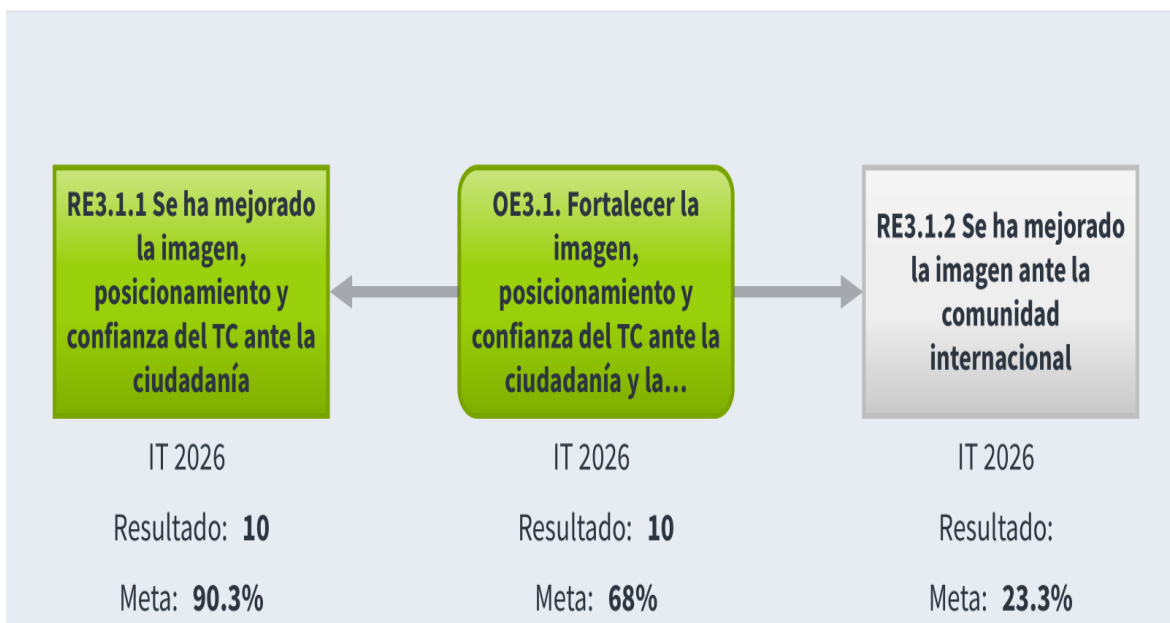 RE3.1.1 Se ha mejorado
la imagen,
posicionamiento y
confianza del TC ante la
ciudadanía
IT 2026
Resultado: 10
Meta: 90.3%
OE3.1. Fortalecer la
imagen,
posicionamiento y
confianza del TC ante la
ciudadanía y la...
IT 2026
Resultado: 10
Meta: 68%
RE3.1.2 Se ha mejorado
la imagen ante la
comunidad
internacional
IT 2026
Resultado:
Meta: 23.3%